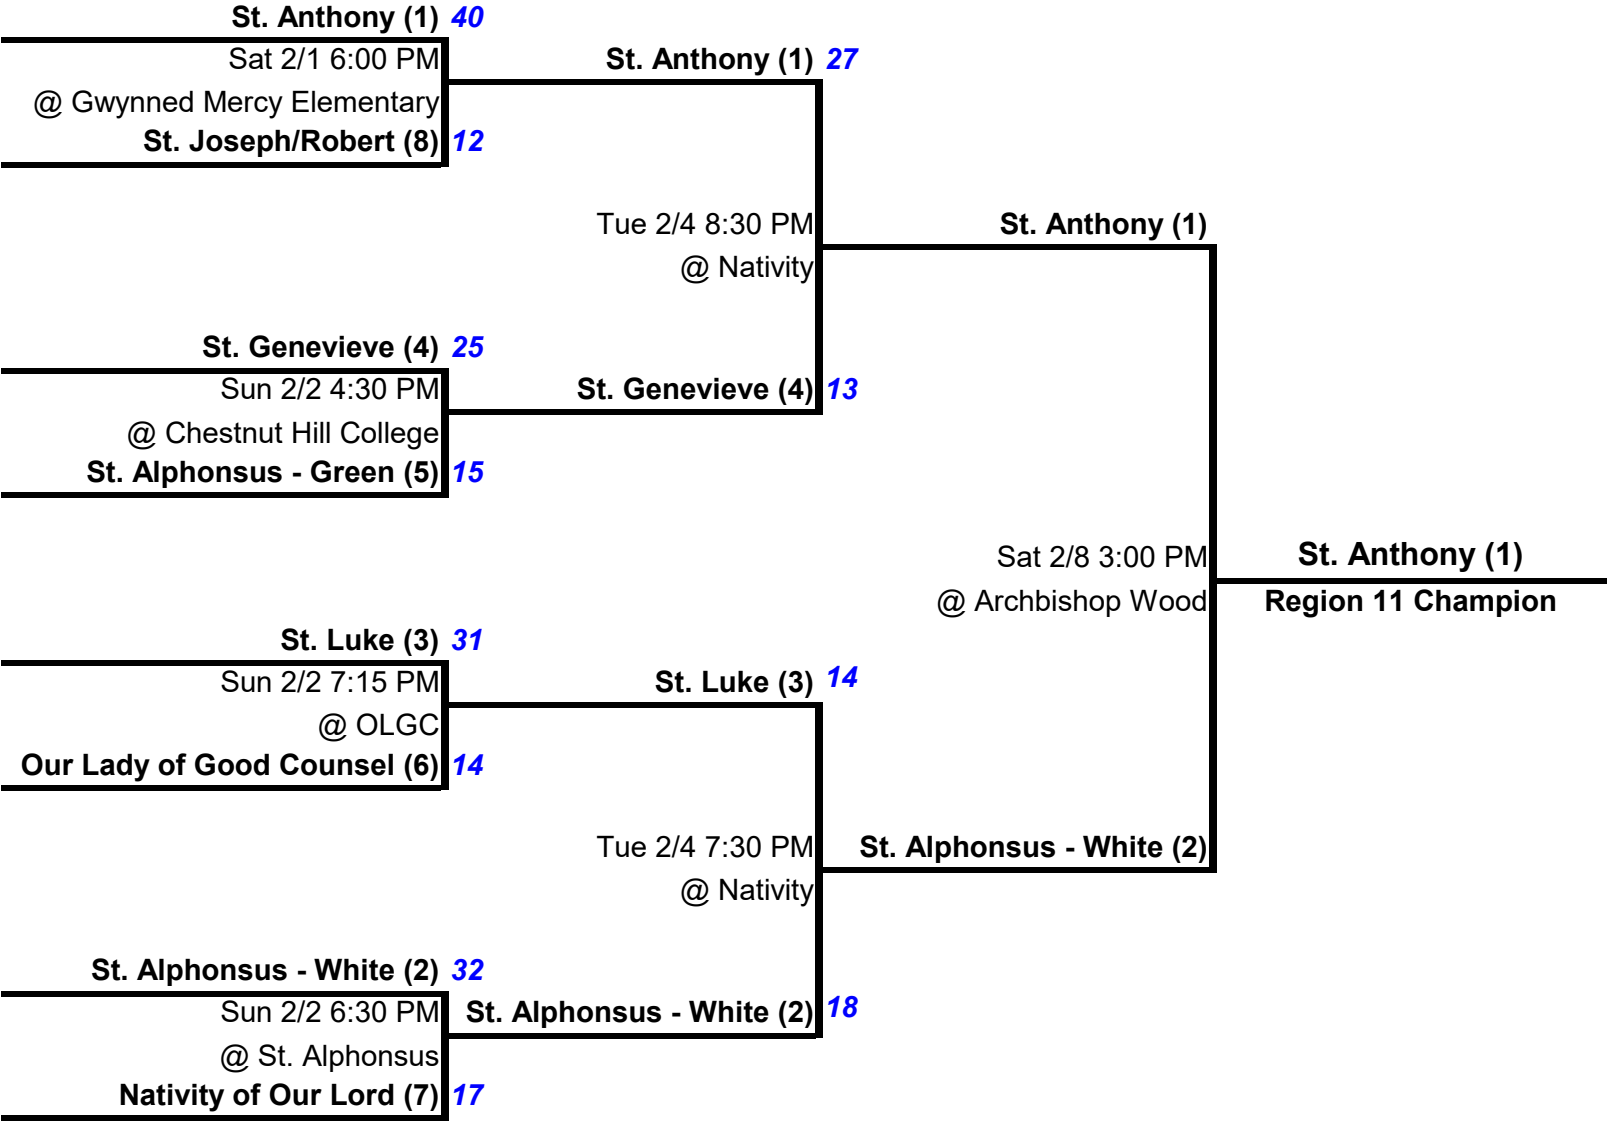 St. Anthony (1) 40
Sat 2/1 6:00 PM
@ Gwynned Mercy Elementary
St. Joseph/Robert (8) 12
St. Genevieve (4) 25
Sun 2/2 4:30 PM
@ Chestnut Hill College
St. Alphonsus - Green (5) 15
St. Luke (3) 31
Sun 2/2 7:15 PM
@ OLGC
Our Lady of Good Counsel (6) 14
St. Alphonsus - White (2) 32
Sun 2/2 6:30 PM
@ St. Alphonsus
Nativity of Our Lord (7) 17
St. Anthony (1) 27
Tue 2/4 8:30 PM
@ Nativity
St. Genevieve (4) 13
St. Luke (3) 14
Tue 2/4 7:30 PM
@ Nativity
St. Alphonsus - White (2) 18
St. Anthony (1)
Sat 2/8 3:00 PM
@ Archbishop Wood
St. Alphonsus - White (2)
St. Anthony (1)
Region 11 Champion